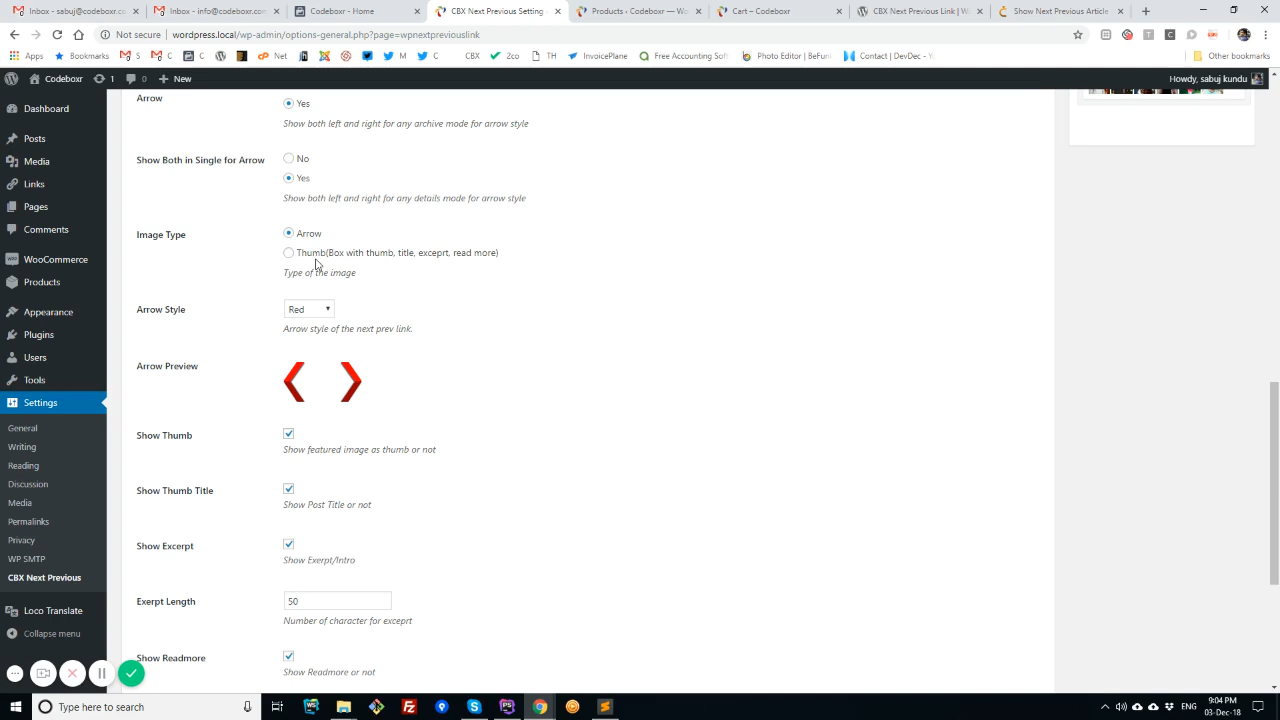 Inbox - sabuj@codeboxr.co
Inbox - info@codeboxr.con
Codeboxr - Home
CBX Next Previous Setting
Products ‹ Codeboxr — Wo
Cart – Codeboxr
CBX Next Previous Link | W
Show Next Previous Article
Not secure | wordpress.local/wp-admin/options-general.php?page=wpnextpreviouslink
Apps Bookmarks S C C Net M C CBX 2co TH InvoicePlane Free Accounting Soft Photo Editor | BeFun Contact | DevDec - Y Other bookmarks
Codeboxr 1 0 New Howdy, sabuj kundu
Dashboard
Posts
Media
Links
Pages
Comments
WooCommerce
Products
Appearance
Plugins
Users
Tools
Settings
General
Writing
Reading
Discussion
Media
Permalinks
Privacy
WP SMTP
CBX Next Previous
Loco Translate
Collapse menu
Arrow
Yes
Show both left and right for any archive mode for arrow style
Show Both in Single for Arrow
No
Yes
Show both left and right for any details mode for arrow style
Image Type
Arrow
Thumb(Box with thumb, title, exceprt, read more)
Type of the image
Arrow Style
Red
Arrow style of the next prev link.
Arrow Preview
Show Thumb
Show featured image as thumb or not
Show Thumb Title
Show Post Title or not
Show Excerpt
Show Exerpt/Intro
Exerpt Length
50
Number of character for exceprt
Show Readmore
Show Readmore or not
Type here to search
ENG
9:04 PM
03-Dec-18